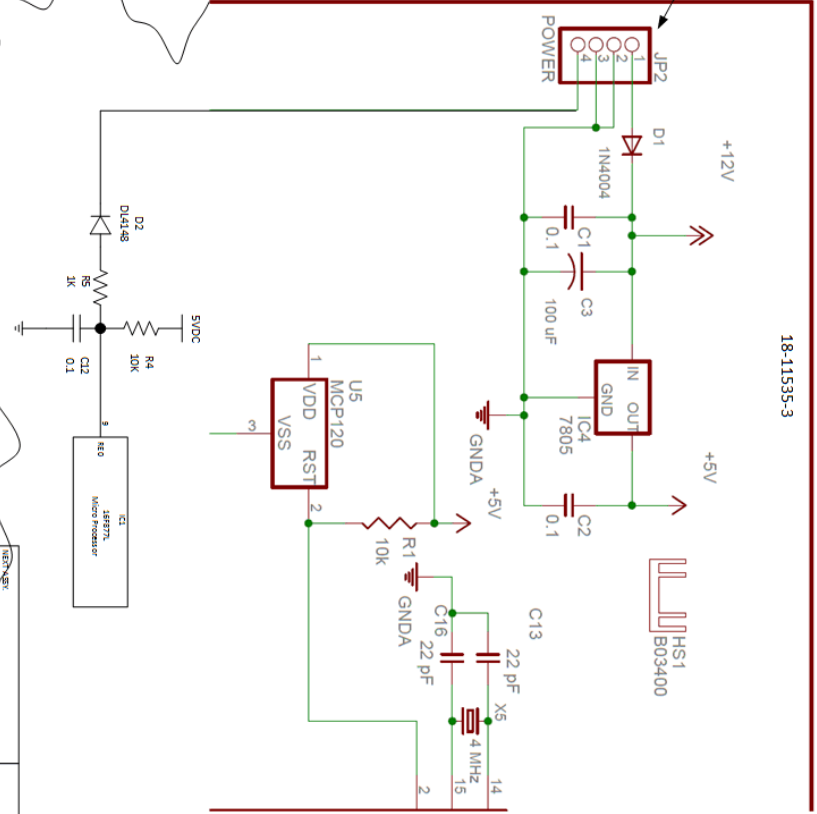 18-11535-3
JP2
POWER
1
2
3
4
D1
1N4004
+12V
C1
0.1
C3
100 uF
IN
GND
OUT
IC4
7805
GNDA
+5V
C2
0.1
HS1
B03400
D2
DL4148
R5
1K
5VDC
R4
10K
C12
0.1
9
RE0
IC1
16F877L
Micro Processor
U5
MCP120
1
VDD
VSS
3
RST
2
R1
10k
+5V
GNDA
C13
22 pF
C16
22 pF
X5
4 MHz
14
15
2
NEXT ASSY.